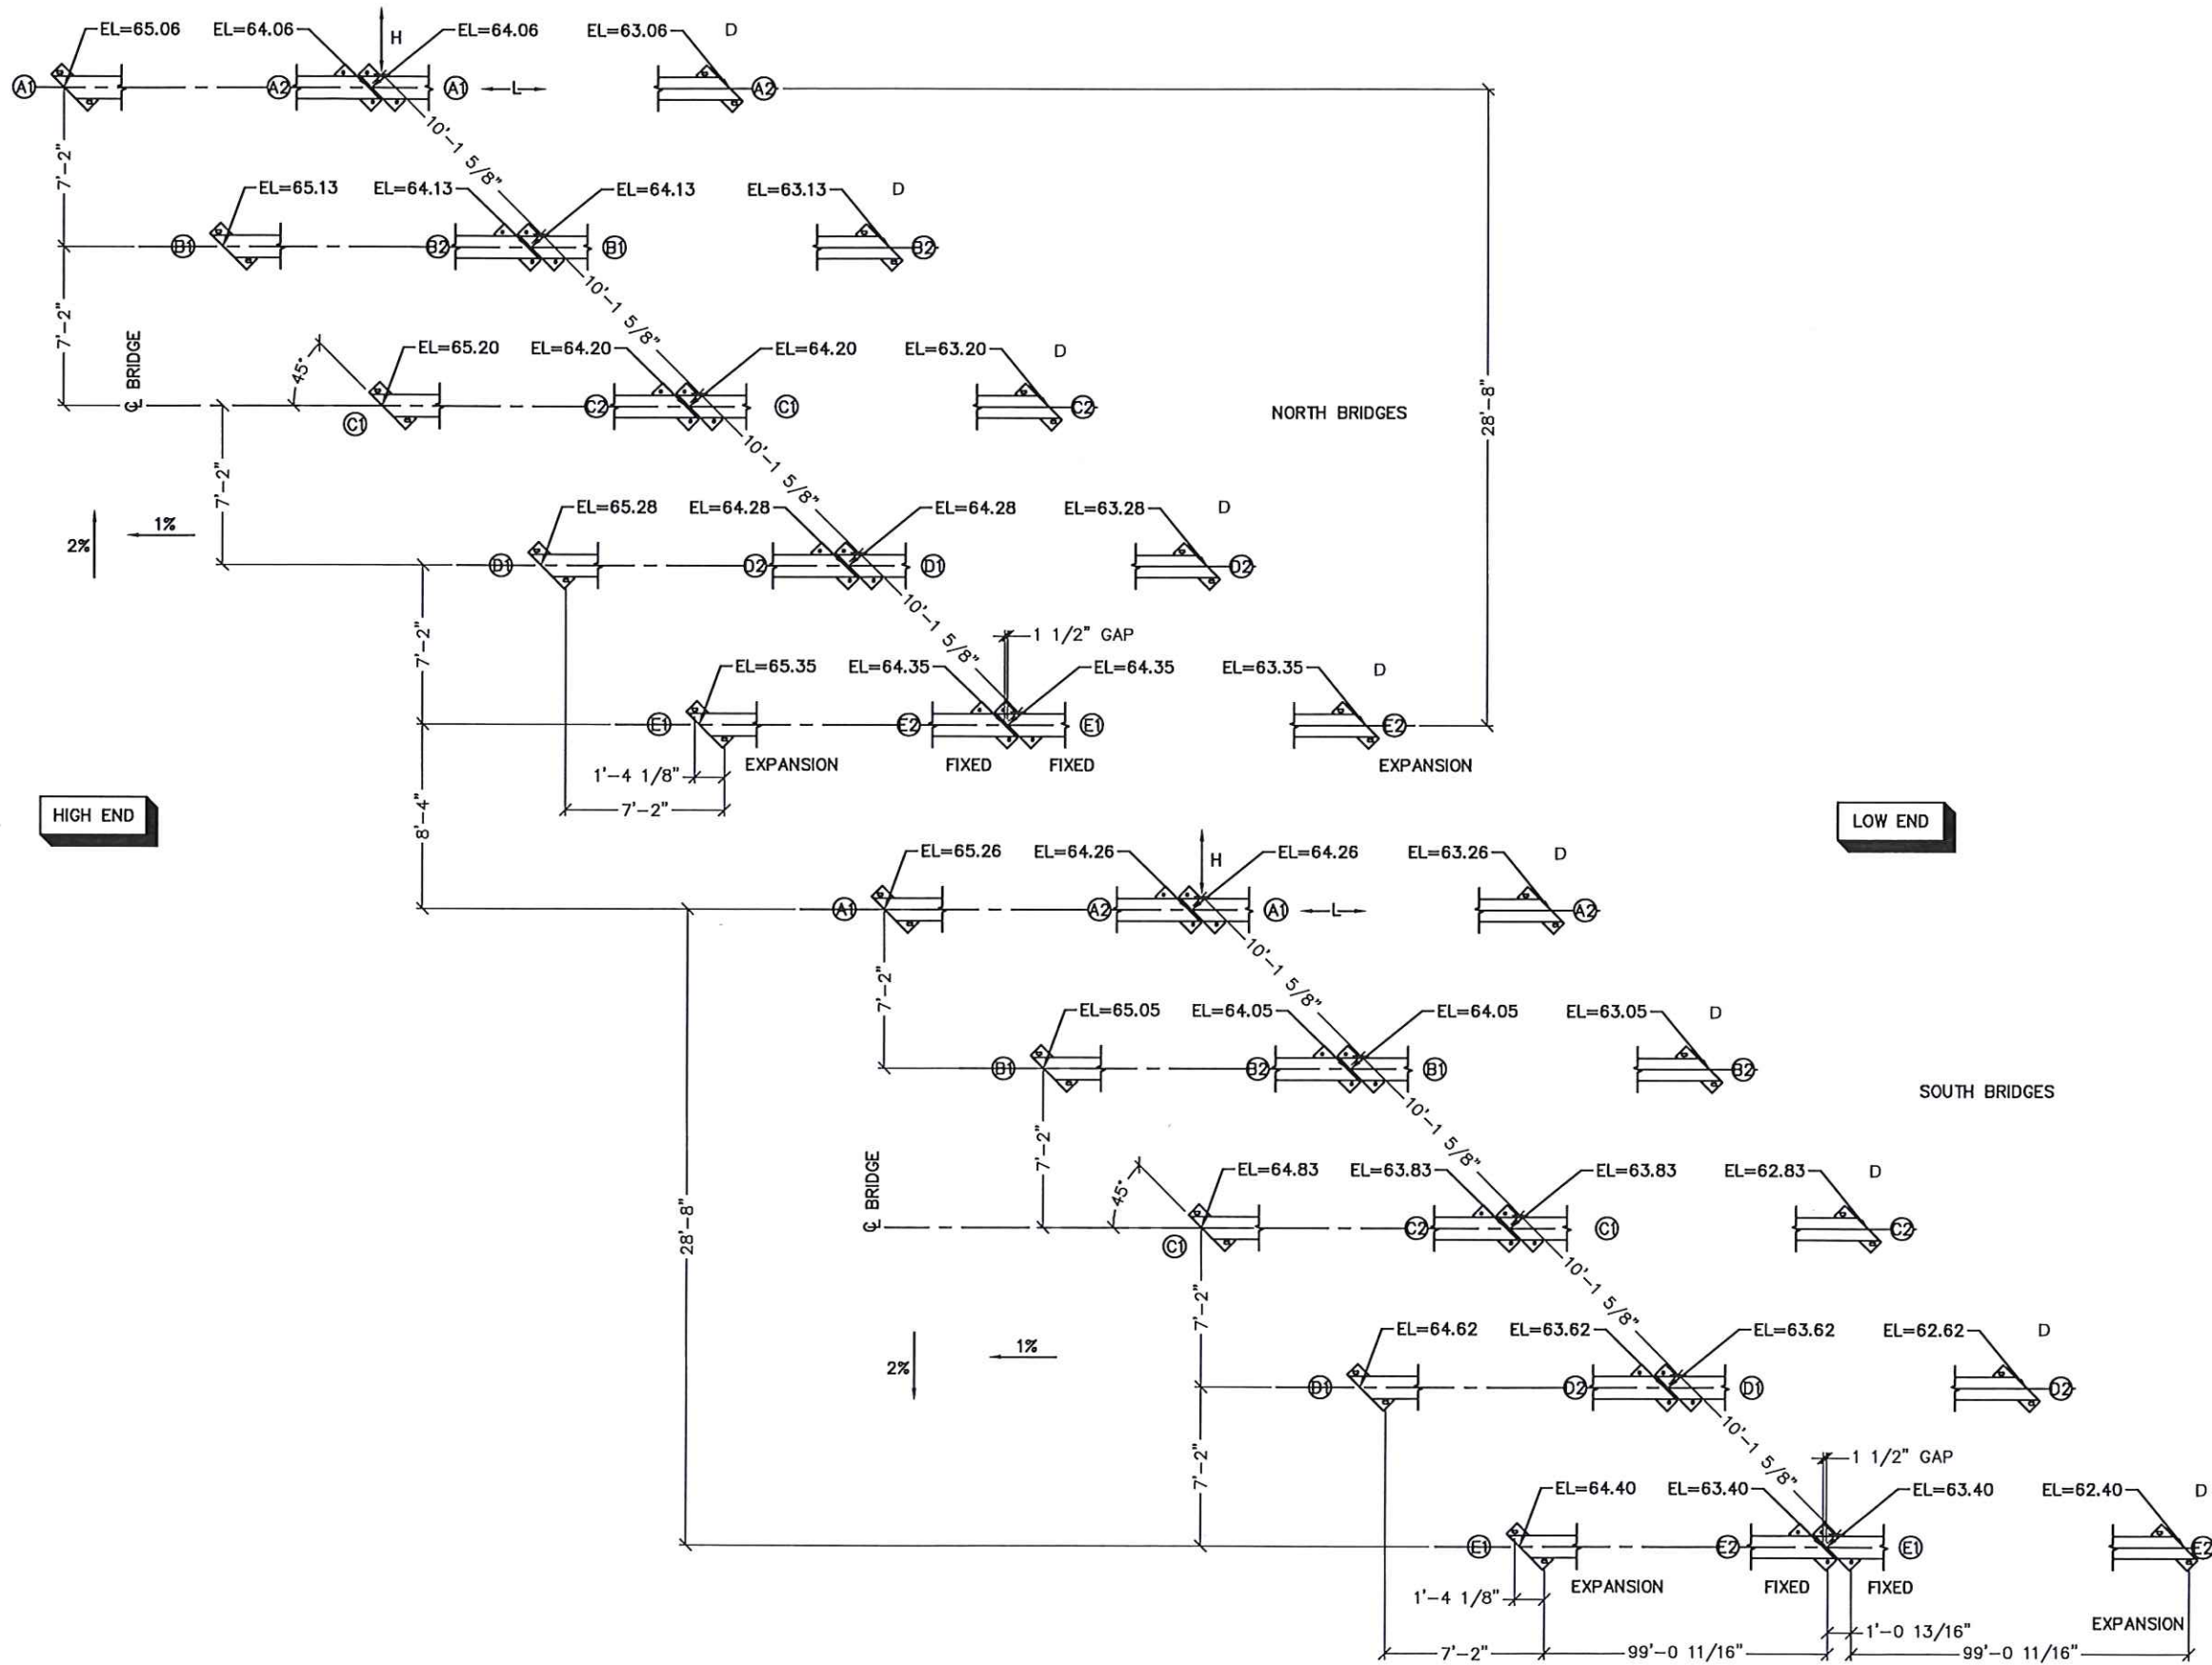 EL=65.06 EL=64.06 H EL=64.06 EL=63.06 D
A1 A2 A1 L A2
10'-1 5/8"
7'-2"
EL=65.13 EL=64.13 EL=64.13 EL=63.13 D
B1 B2 B1 B2
10'-1 5/8"
7'-2"
℄ BRIDGE
45°
EL=65.20 EL=64.20 EL=64.20 EL=63.20 D
C1 C2 C1 C2
NORTH BRIDGES
28'-8"
10'-1 5/8"
7'-2"
2% 1%
EL=65.28 EL=64.28 EL=64.28 EL=63.28 D
D1 D2 D1 D2
10'-1 5/8"
7'-2"
1 1/2" GAP
EL=65.35 EL=64.35 EL=64.35 EL=63.35 D
E1 E2 E1 E2
1'-4 1/8" EXPANSION FIXED FIXED EXPANSION
7'-2"
8'-4"
HIGH END
LOW END
EL=65.26 EL=64.26 H EL=64.26 EL=63.26 D
A1 A2 A1 L A2
10'-1 5/8"
7'-2"
EL=65.05 EL=64.05 EL=64.05 EL=63.05 D
B1 B2 B1 B2
SOUTH BRIDGES
10'-1 5/8"
7'-2"
℄ BRIDGE
45°
EL=64.83 EL=63.83 EL=63.83 EL=62.83 D
C1 C2 C1 C2
28'-8"
10'-1 5/8"
7'-2"
2% 1%
EL=64.62 EL=63.62 EL=63.62 EL=62.62 D
D1 D2 D1 D2
10'-1 5/8"
7'-2"
1 1/2" GAP
EL=64.40 EL=63.40 EL=63.40 EL=62.40 D
E1 E2 E1 E2
1'-4 1/8" EXPANSION FIXED FIXED
EXPANSION
1'-0 13/16"
7'-2" 99'-0 11/16" 99'-0 11/16"